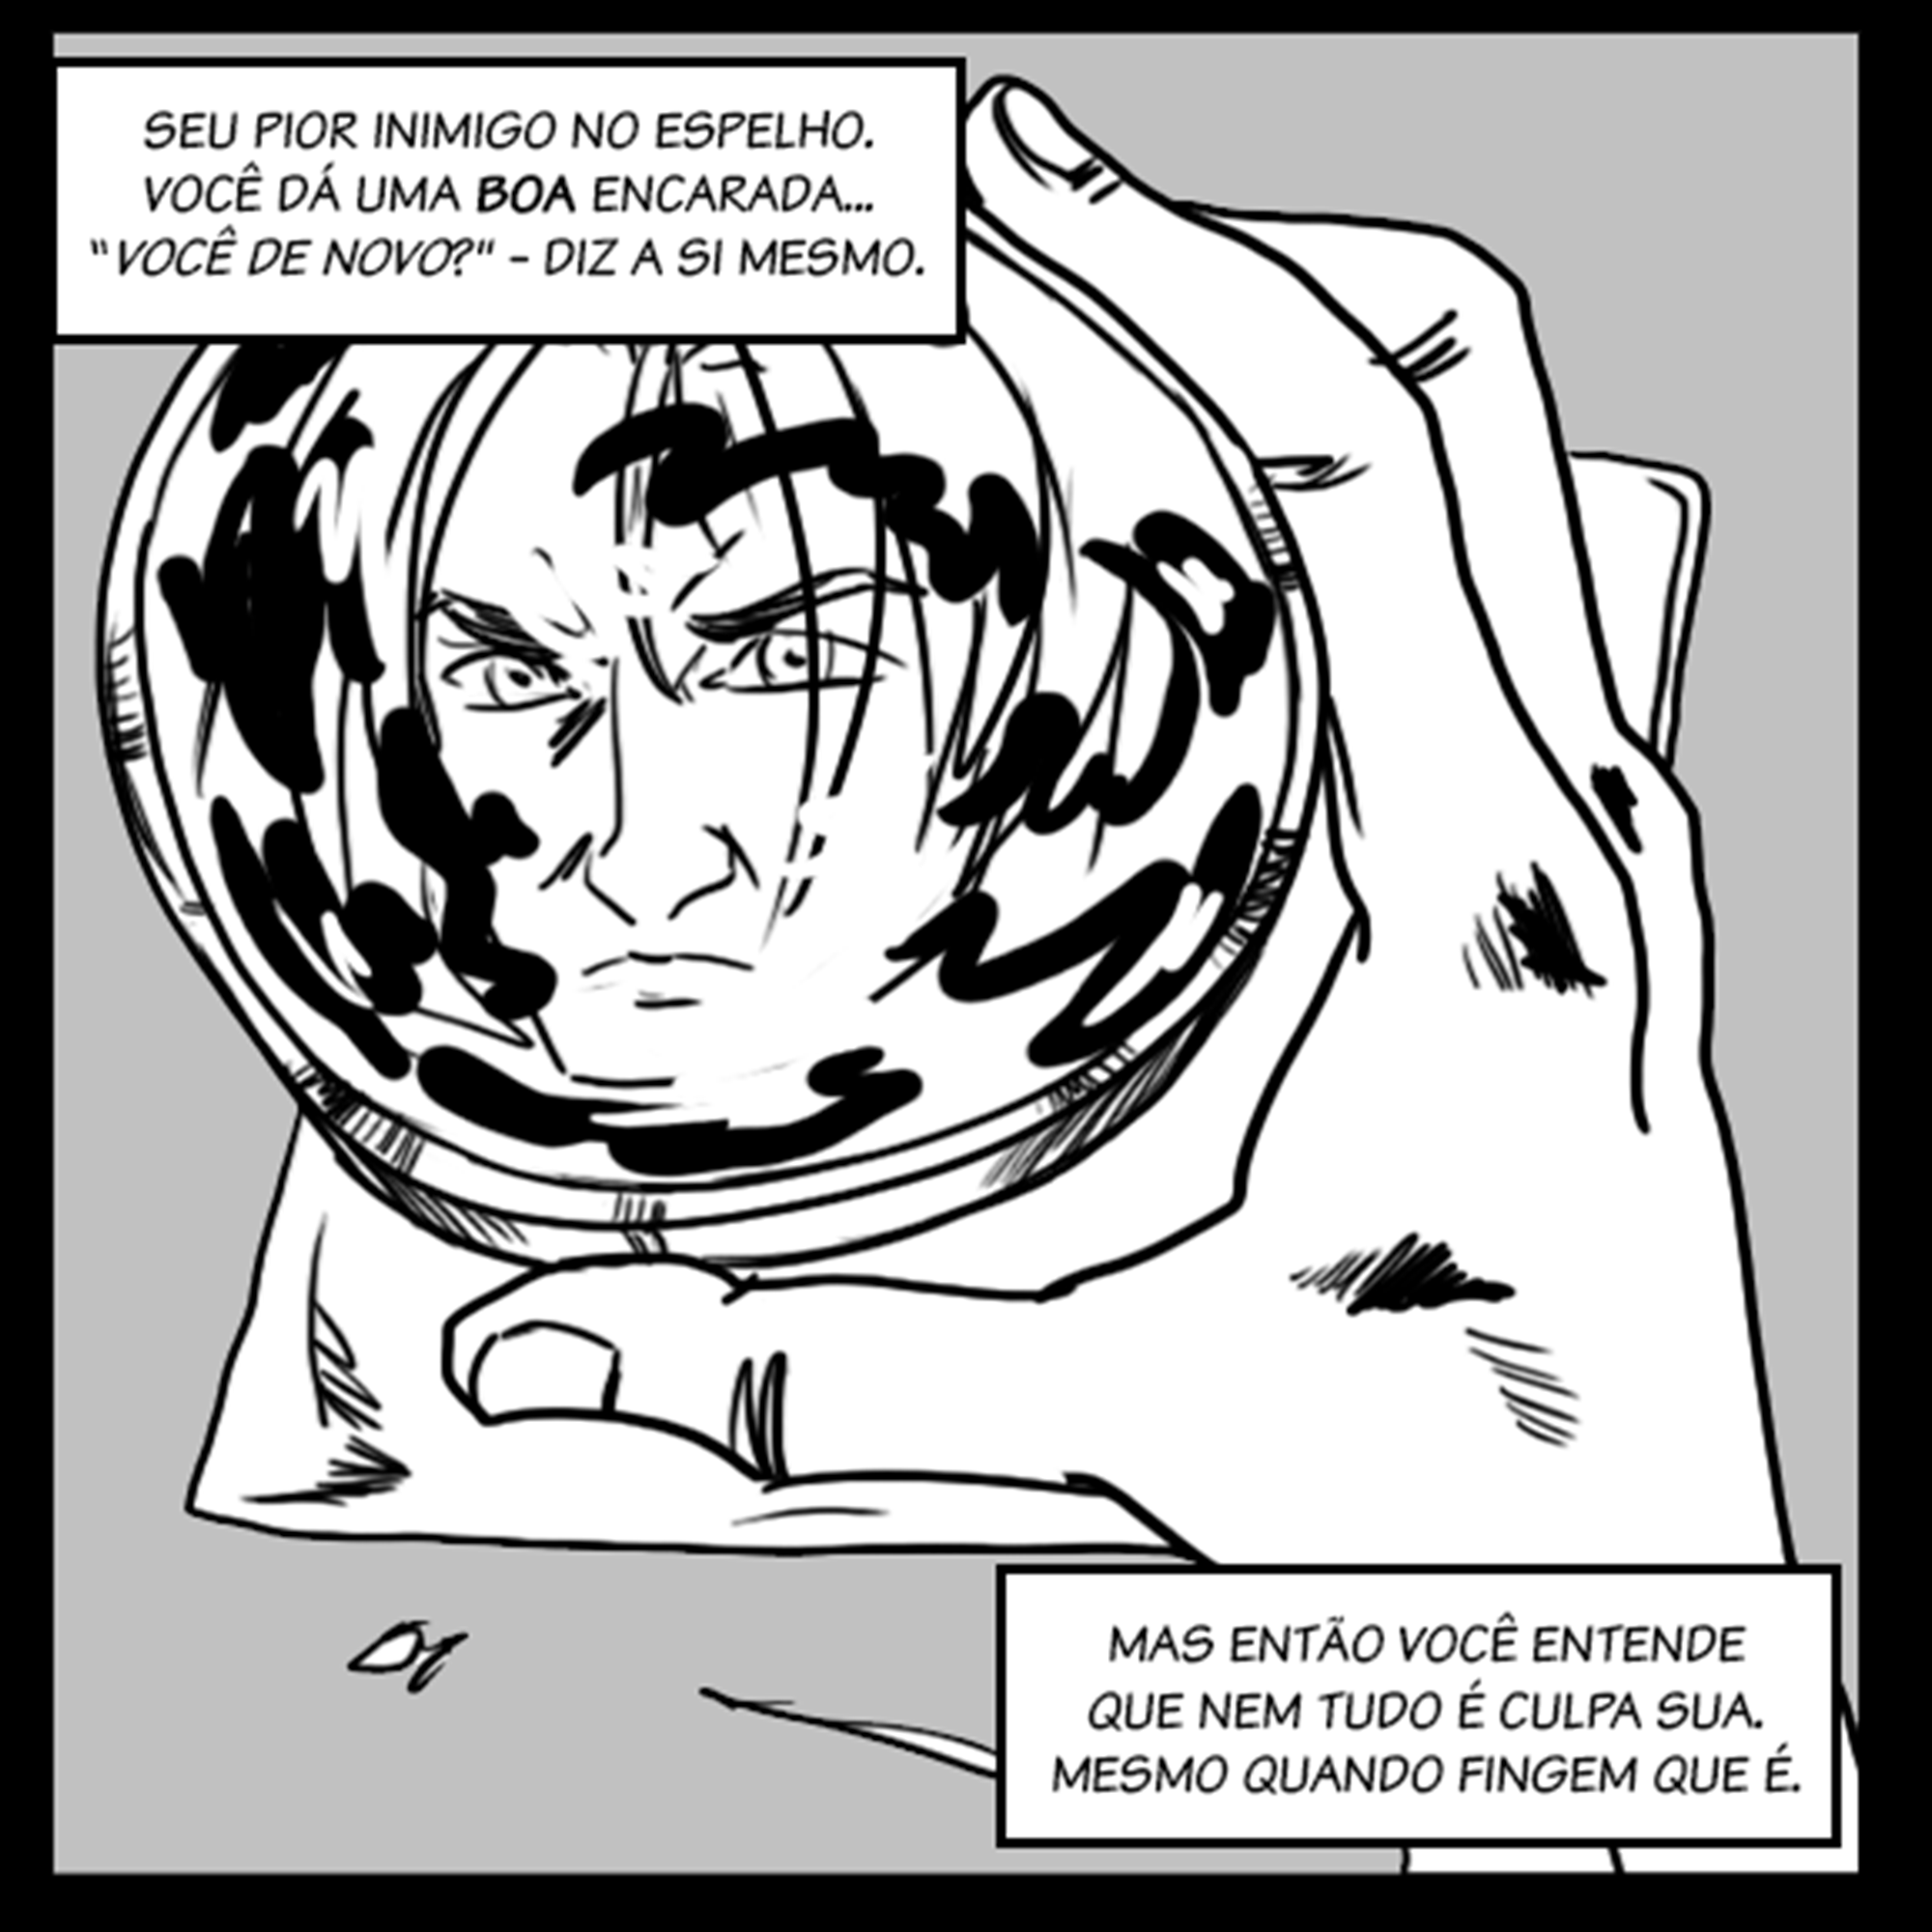 SEU PIOR INIMIGO NO ESPELHO.
VOCÊ DÁ UMA BOA ENCARADA...
"VOCÊ DE NOVO?" - DIZ A SI MESMO.
MAS ENTÃO VOCÊ ENTENDE
QUE NEM TUDO É CULPA SUA.
MESMO QUANDO FINGEM QUE É.